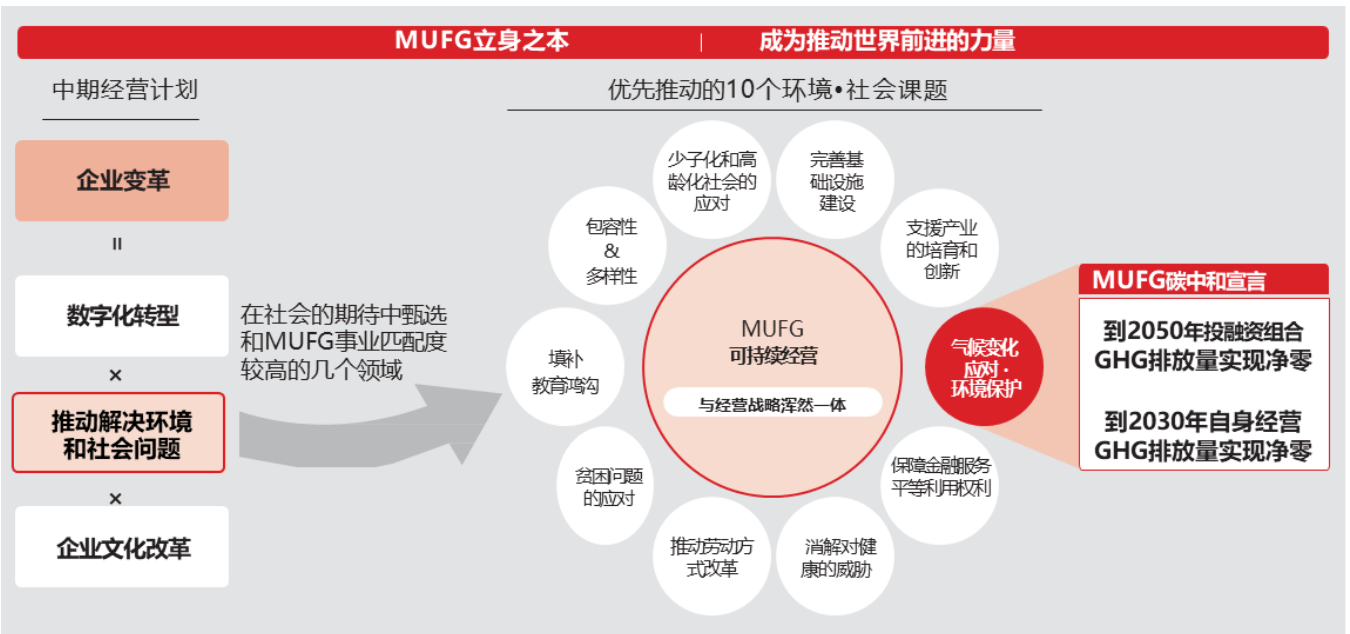 MUFG立身之本 | 成为推动世界前进的力量
中期经营计划
企业变革
=
数字化转型
×
推动解决环境
和社会问题
×
企业文化改革
在社会的期待中甄选
和MUFG事业匹配度
较高的几个领域
优先推动的10个环境•社会课题
少子化和高
龄化社会的
应对
完善基
础设施
建设
支援产业
的培育和
创新
气候变化
应对·
环境保护
保障金融服务
平等利用权利
消解对健
康的威胁
推动劳动方
式改革
贫困问题
的应对
填补
教育鸿沟
包容性
&
多样性
MUFG
可持续经营
与经营战略浑然一体
MUFG碳中和宣言
到2050年投融资组合
GHG排放量实现净零
到2030年自身经营
GHG排放量实现净零